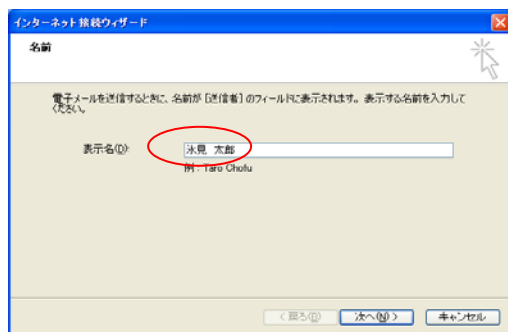 インターネット接続ウィザード
名前
電子メールを送信するときに、名前が [送信者] のフィールドに表示されます。表示する名前を入力して
ください。
表示名(D):
氷見 太郎
例 : Taro Chofu
< 戻る(B)
次へ(N) >
キャンセル